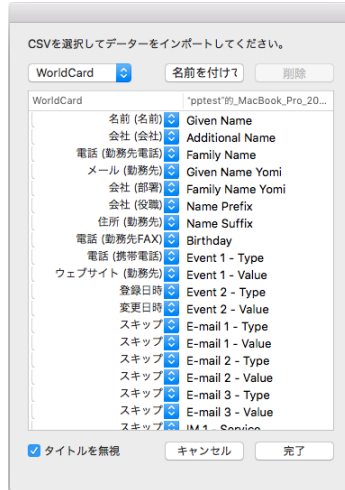 CSVを選択してデーターをインポートしてください。
WorldCard 名前を付けて 削除
WorldCard "pptest"的_MacBook_Pro_20...
名前 (名前) Given Name
会社 (会社) Additional Name
電話 (勤務先電話) Family Name
メール (勤務先) Given Name Yomi
会社 (部署) Family Name Yomi
会社 (役職) Name Prefix
住所 (勤務先) Name Suffix
電話 (勤務先FAX) Birthday
電話 (携帯電話) Event 1 - Type
ウェブサイト (勤務先) Event 1 - Value
登録日時 Event 2 - Type
変更日時 Event 2 - Value
スキップ E-mail 1 - Type
スキップ E-mail 1 - Value
スキップ E-mail 2 - Type
スキップ E-mail 2 - Value
スキップ E-mail 3 - Type
スキップ E-mail 3 - Value
スキップ IM 1 - Service
タイトルを無視 キャンセル 完了